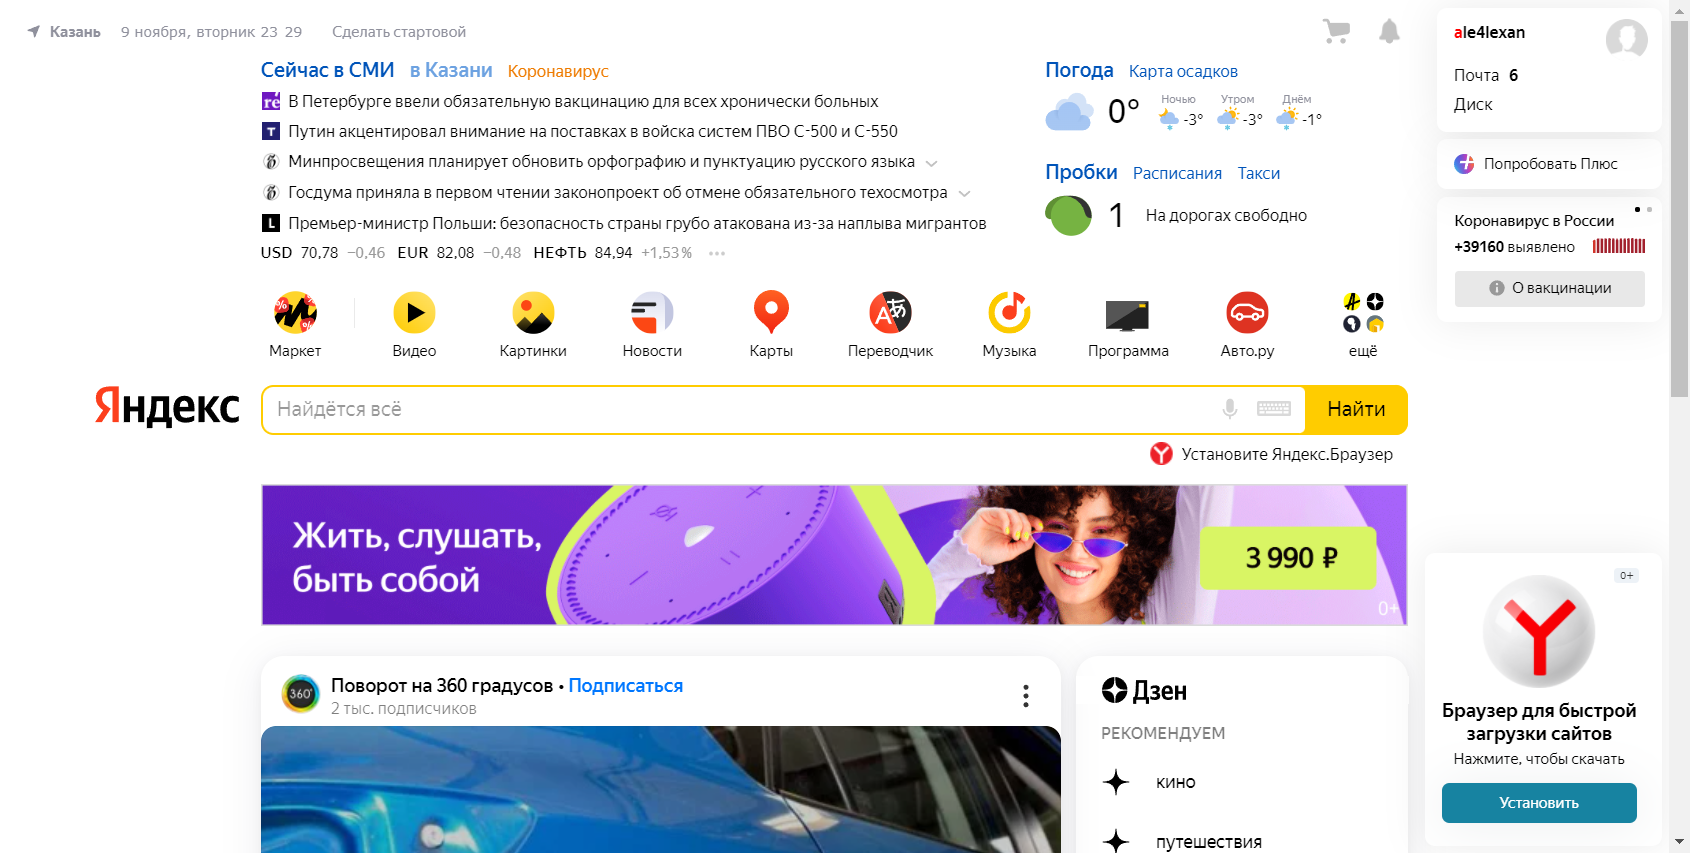 Казань 9 ноября, вторник 23 29 Сделать стартовой
Сейчас в СМИ в Казани Коронавирус
В Петербурге ввели обязательную вакцинацию для всех хронически больных
Путин акцентировал внимание на поставках в войска систем ПВО С-500 и С-550
Минпросвещения планирует обновить орфографию и пунктуацию русского языка
Госдума приняла в первом чтении законопроект об отмене обязательного техосмотра
Премьер-министр Польши: безопасность страны грубо атакована из-за наплыва мигрантов
USD 70,78 −0,46 EUR 82,08 −0,48 НЕФТЬ 84,94 +1,53%
Погода Карта осадков
0° Ночью -3° Утром -3° Днём -1°
Пробки Расписания Такси
1 На дорогах свободно
ale4lexan
Почта 6
Диск
Попробовать Плюс
Коронавирус в России
+39160 выявлено
О вакцинации
Маркет Видео Картинки Новости Карты Переводчик Музыка Программа Авто.ру ещё
Яндекс Найдётся всё Найти
Установите Яндекс.Браузер
Жить, слушать,
быть собой
3 990 ₽
0+
360°
Поворот на 360 градусов • Подписаться
2 тыс. подписчиков
Дзен
РЕКОМЕНДУЕМ
кино
путешествия
0+
Браузер для быстрой
загрузки сайтов
Нажмите, чтобы скачать
Установить